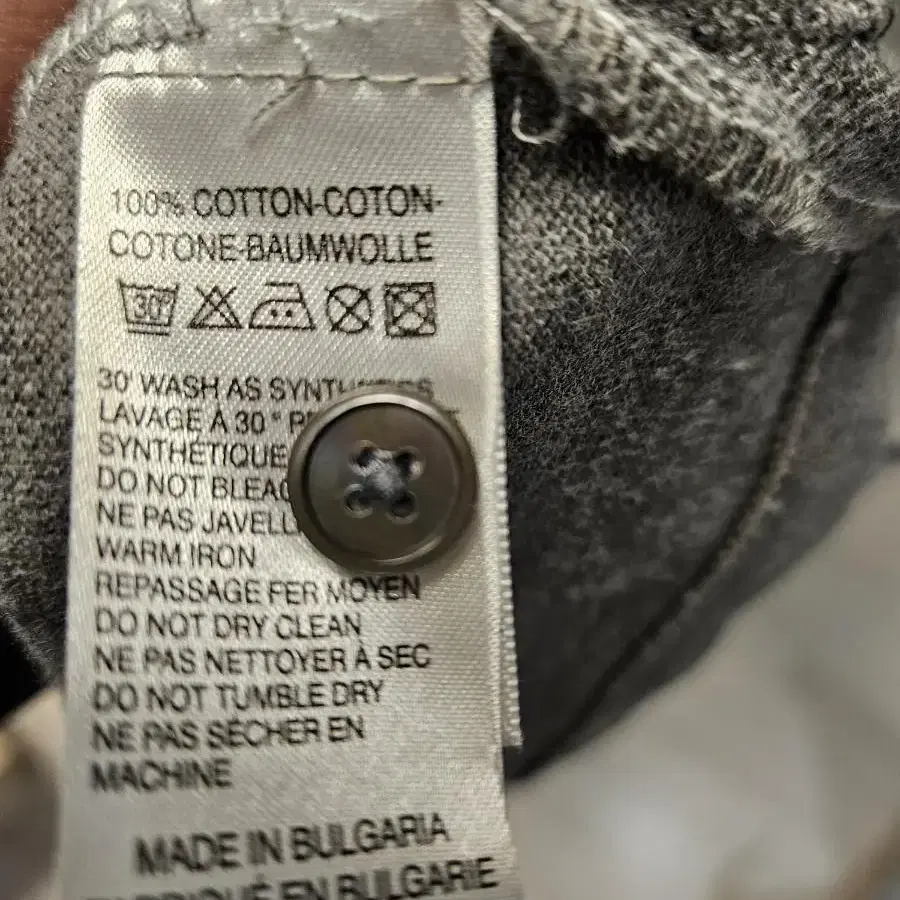 100% COTTON-COTON-
COTONE-BAUMWOLLE
30°
30° WASH AS
LAVAGE À 30°
SYNTHÉTIQUE
DO NOT
NE PAS
WARM IRON
REPASSAGE FER MOYEN
DO NOT DRY CLEAN
NE PAS NETTOYER À SEC
DO NOT TUMBLE DRY
NE PAS SÉCHER EN
MACHINE
MADE IN BULGARIA
FABRIQUÉ EN BULGARIE